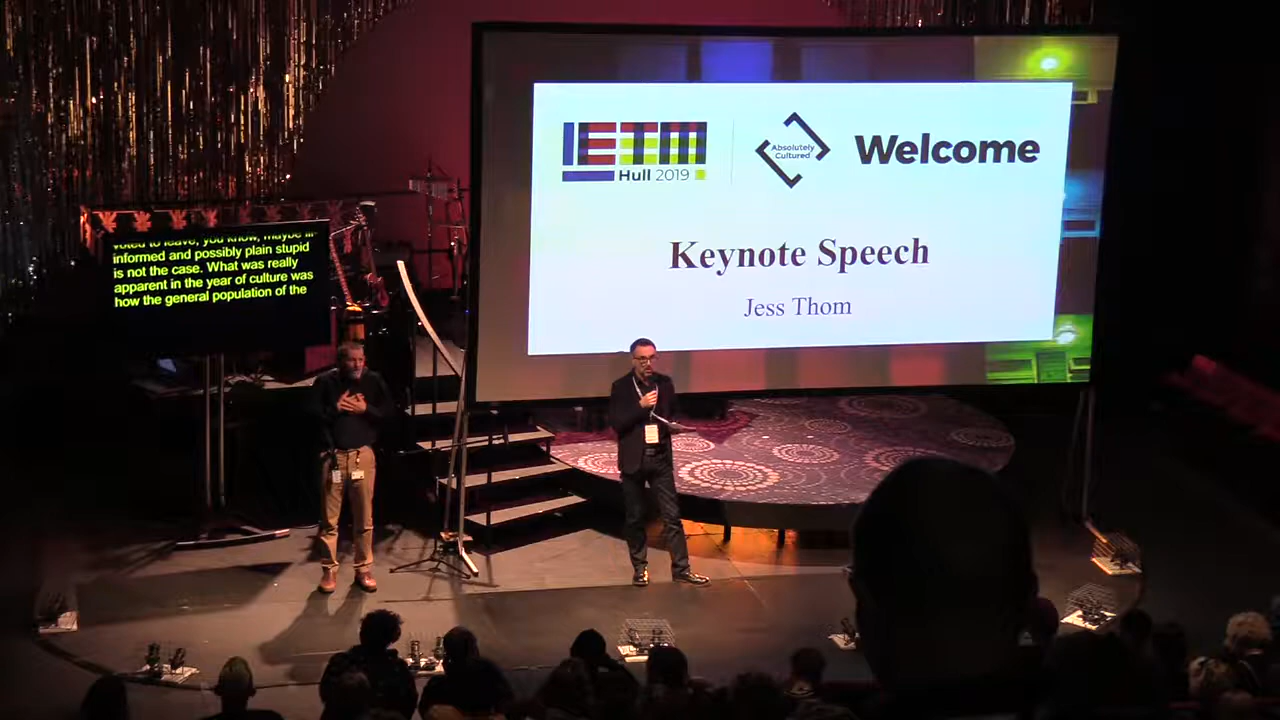 IETM
Hull 2019
Absolutely
Cultured
Welcome
Keynote Speech
Jess Thom
voted to leave, you know, maybe ill-
informed and possibly plain stupid
is not the case. What was really
apparent in the year of culture was
how the general population of the